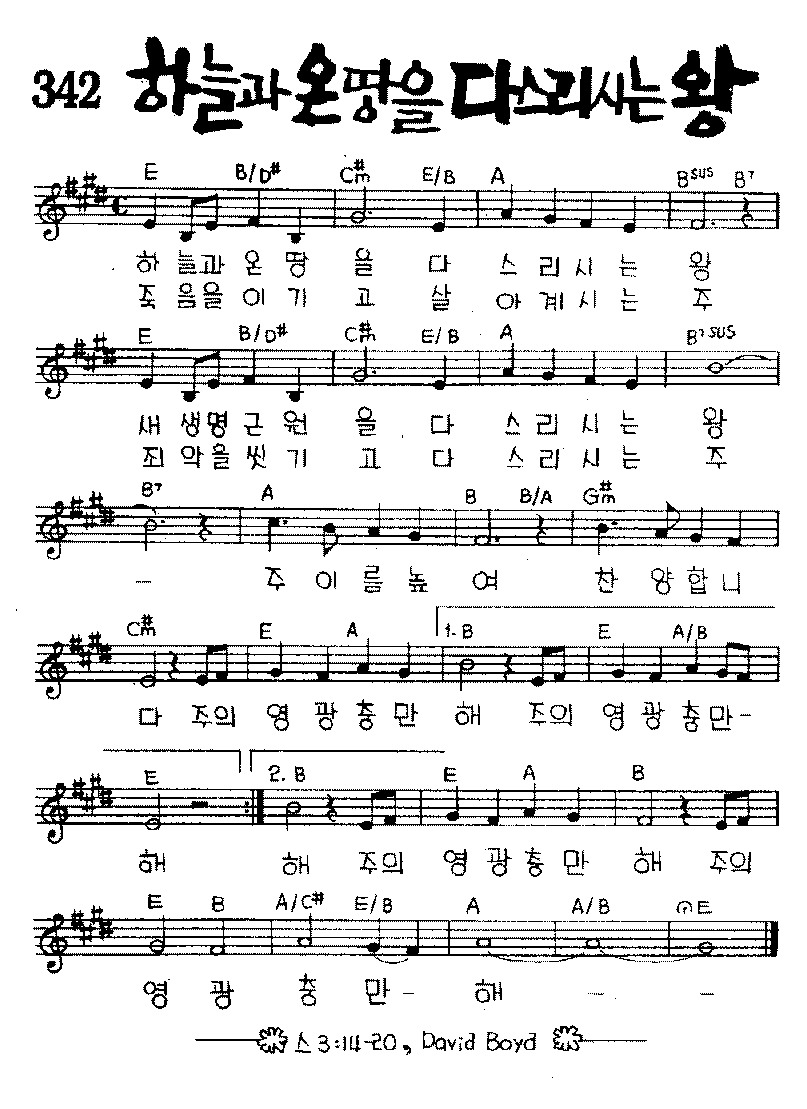 342 하늘과 온 땅을 다스리시는 왕
E B/D# C#m E/B A Bsus B7
하 늘과 온 땅 을 다 스 리 시 는 왕
죽 음을 이 기 고 살 아 계 시 는 주
E B/D# C#m E/B A B7sus
새 생명 근 원 을 다 스 리 시 는 왕
죄 악을 씻 기 고 다 스 리 시 는 주
B7 A B B/A G#m
– 주 이 름 높 여 찬 양 합 니
C#m E A 1. B E A/B
다 주의 영 광 충 만 해 주의 영 광 충 만-
E 2. B E A B
해 해 주의 영 광 충 만 해 주의
E B A/C# E/B A A/B E
영 광 충 만 - 해 – –
스 3:14-20, David Boyd